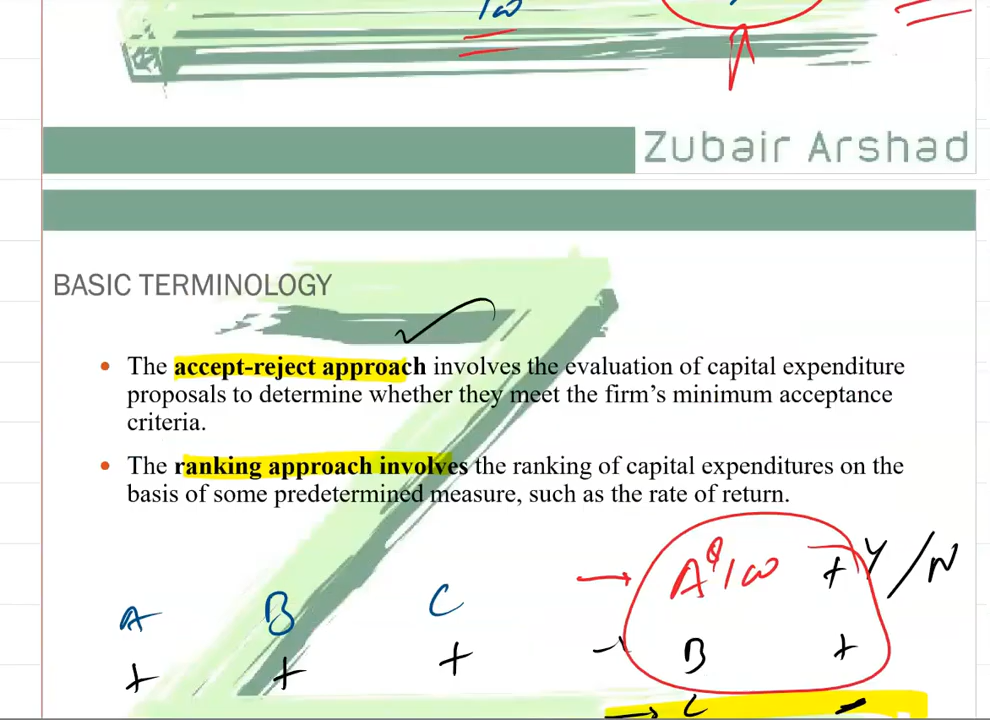 Zubair Arshad
BASIC TERMINOLOGY
• The accept-reject approach involves the evaluation of capital expenditure
proposals to determine whether they meet the firm's minimum acceptance
criteria.
• The ranking approach involves the ranking of capital expenditures on the
basis of some predetermined measure, such as the rate of return.
A + Y/N
A B C
B +
+ + +
C -